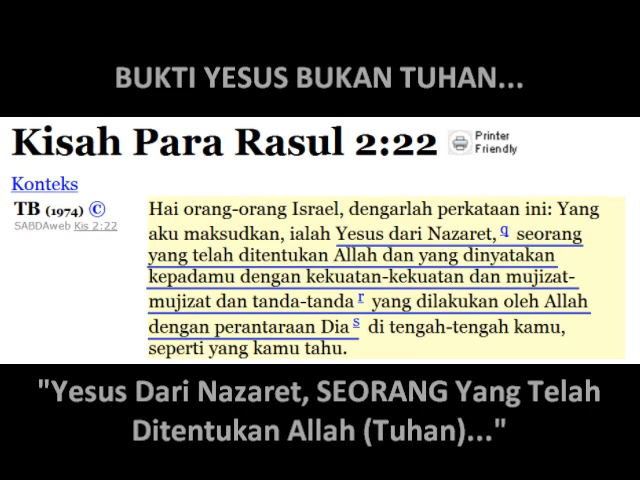 BUKTI YESUS BUKAN TUHAN...
Kisah Para Rasul 2:22
Printer
Friendly
Konteks
TB (1974) ©
SABDAweb Kis 2:22
Hai orang-orang Israel, dengarlah perkataan ini: Yang
aku maksudkan, ialah Yesus dari Nazaret, q seorang
yang telah ditentukan Allah dan yang dinyatakan
kepadamu dengan kekuatan-kekuatan dan mujizat-
mujizat dan tanda-tanda r yang dilakukan oleh Allah
dengan perantaraan Dia s di tengah-tengah kamu,
seperti yang kamu tahu.
"Yesus Dari Nazaret, SEORANG Yang Telah
Ditentukan Allah (Tuhan)..."